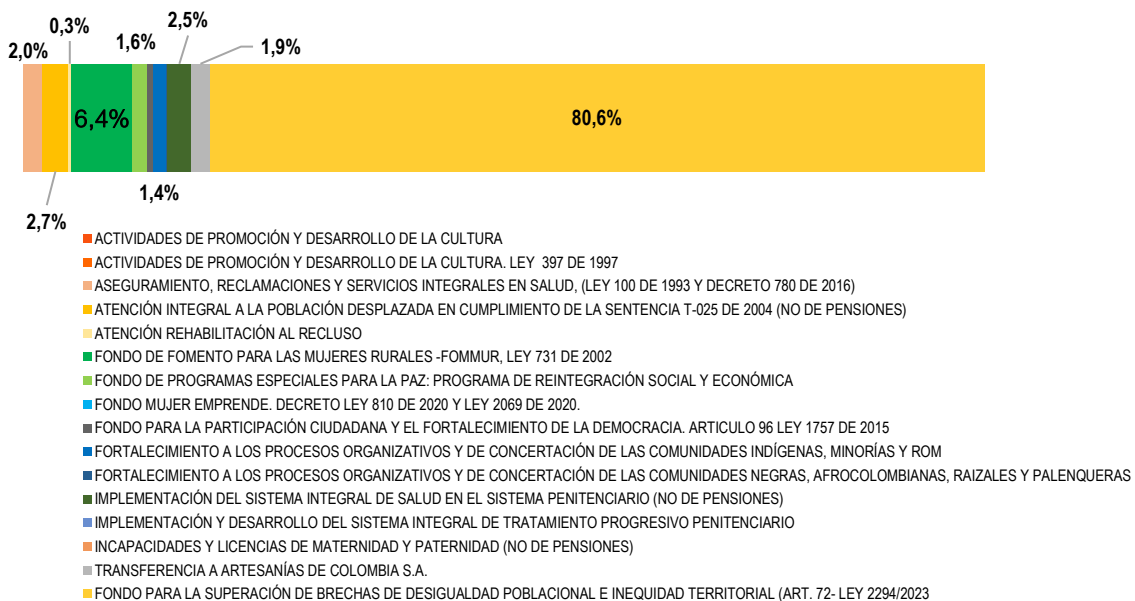 0,3%
2,5%
2,0%
1,6%
1,9%
6,4%
80,6%
1,4%
2,7%
ACTIVIDADES DE PROMOCIÓN Y DESARROLLO DE LA CULTURA
ACTIVIDADES DE PROMOCIÓN Y DESARROLLO DE LA CULTURA. LEY 397 DE 1997
ASEGURAMIENTO, RECLAMACIONES Y SERVICIOS INTEGRALES EN SALUD, (LEY 100 DE 1993 Y DECRETO 780 DE 2016)
ATENCIÓN INTEGRAL A LA POBLACIÓN DESPLAZADA EN CUMPLIMIENTO DE LA SENTENCIA T-025 DE 2004 (NO DE PENSIONES)
ATENCIÓN REHABILITACIÓN AL RECLUSO
FONDO DE FOMENTO PARA LAS MUJERES RURALES -FOMMUR, LEY 731 DE 2002
FONDO DE PROGRAMAS ESPECIALES PARA LA PAZ: PROGRAMA DE REINTEGRACIÓN SOCIAL Y ECONÓMICA
FONDO MUJER EMPRENDE. DECRETO LEY 810 DE 2020 Y LEY 2069 DE 2020.
FONDO PARA LA PARTICIPACIÓN CIUDADANA Y EL FORTALECIMIENTO DE LA DEMOCRACIA. ARTICULO 96 LEY 1757 DE 2015
FORTALECIMIENTO A LOS PROCESOS ORGANIZATIVOS Y DE CONCERTACIÓN DE LAS COMUNIDADES INDÍGENAS, MINORÍAS Y ROM
FORTALECIMIENTO A LOS PROCESOS ORGANIZATIVOS Y DE CONCERTACIÓN DE LAS COMUNIDADES NEGRAS, AFROCOLOMBIANAS, RAIZALES Y PALENQUERAS
IMPLEMENTACIÓN DEL SISTEMA INTEGRAL DE SALUD EN EL SISTEMA PENITENCIARIO (NO DE PENSIONES)
IMPLEMENTACIÓN Y DESARROLLO DEL SISTEMA INTEGRAL DE TRATAMIENTO PROGRESIVO PENITENCIARIO
INCAPACIDADES Y LICENCIAS DE MATERNIDAD Y PATERNIDAD (NO DE PENSIONES)
TRANSFERENCIA A ARTESANÍAS DE COLOMBIA S.A.
FONDO PARA LA SUPERACIÓN DE BRECHAS DE DESIGUALDAD POBLACIONAL E INEQUIDAD TERRITORIAL (ART. 72- LEY 2294/2023